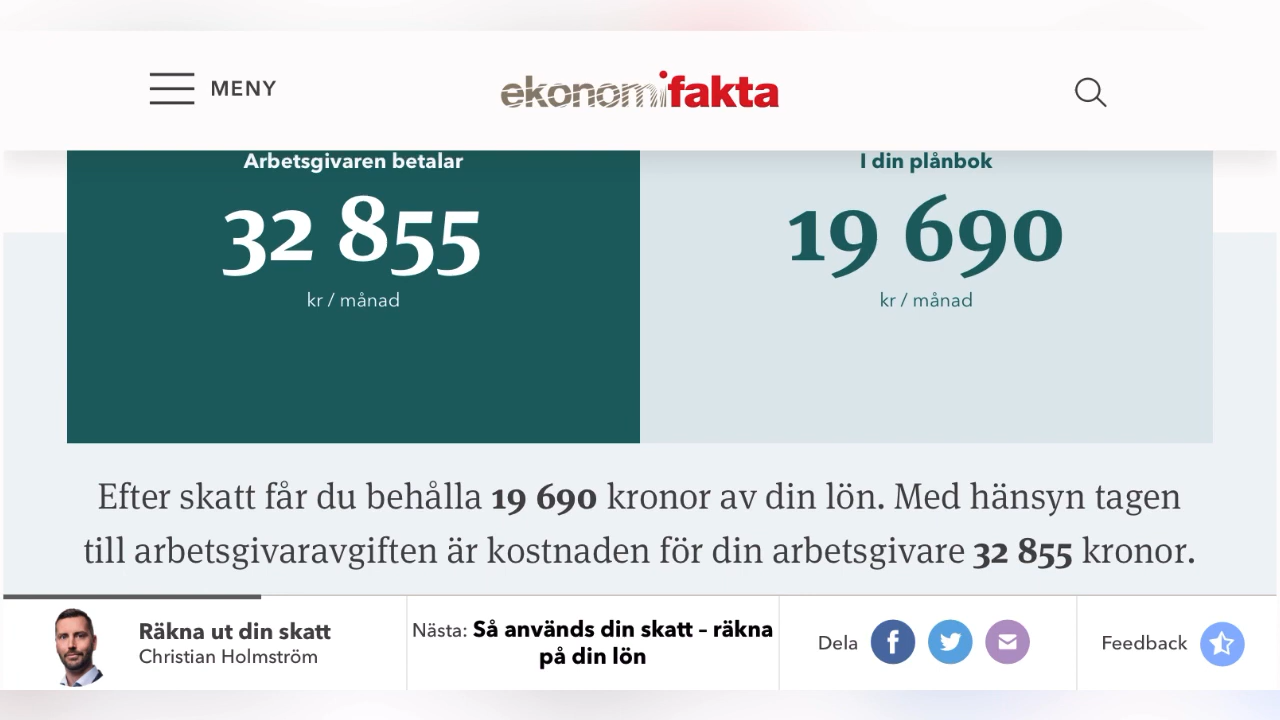 MENY
ekonomifakta
Arbetsgivaren betalar
32 855
kr / månad
I din plånbok
19 690
kr / månad
Efter skatt får du behålla 19 690 kronor av din lön. Med hänsyn tagen
till arbetsgivaravgiften är kostnaden för din arbetsgivare 32 855 kronor.
Räkna ut din skatt
Christian Holmström
Nästa: Så används din skatt – räkna
på din lön
Dela
Feedback